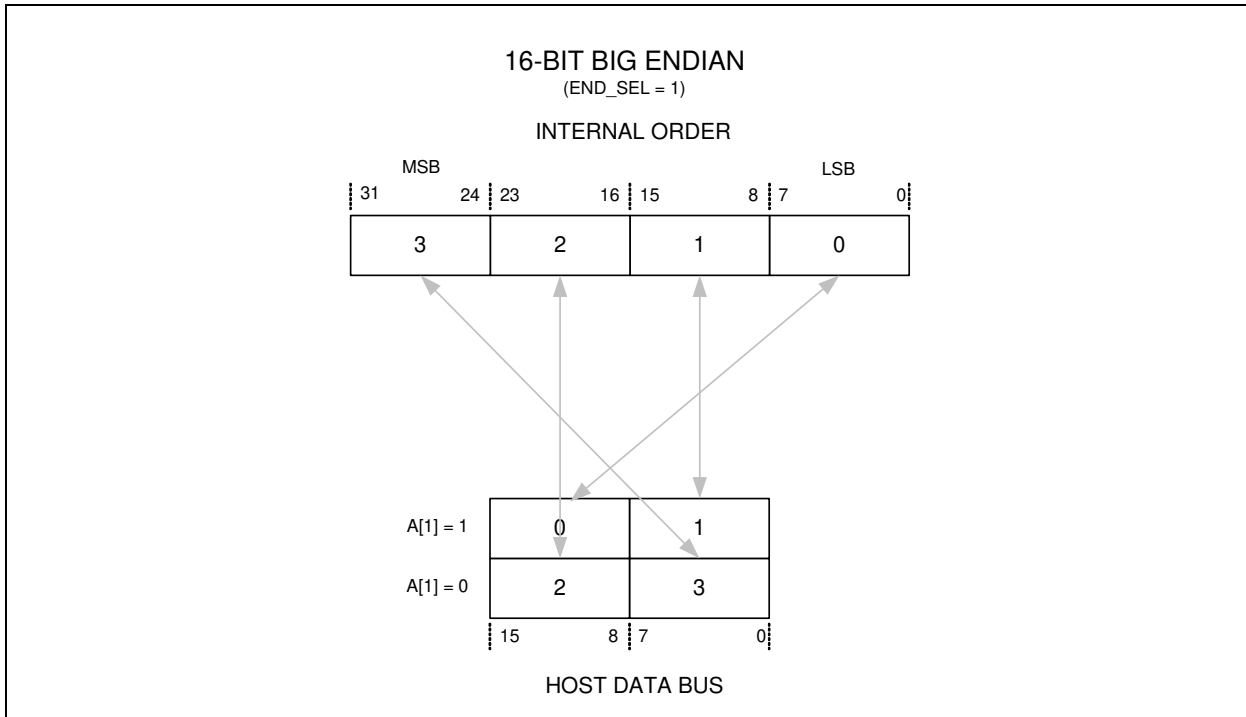 16-BIT BIG ENDIAN
(END_SEL = 1)
INTERNAL ORDER
MSB LSB
31 24 23 16 15 8 7 0
3 2 1 0
A[1] = 1 0 1
A[1] = 0 2 3
15 8 7 0
HOST DATA BUS